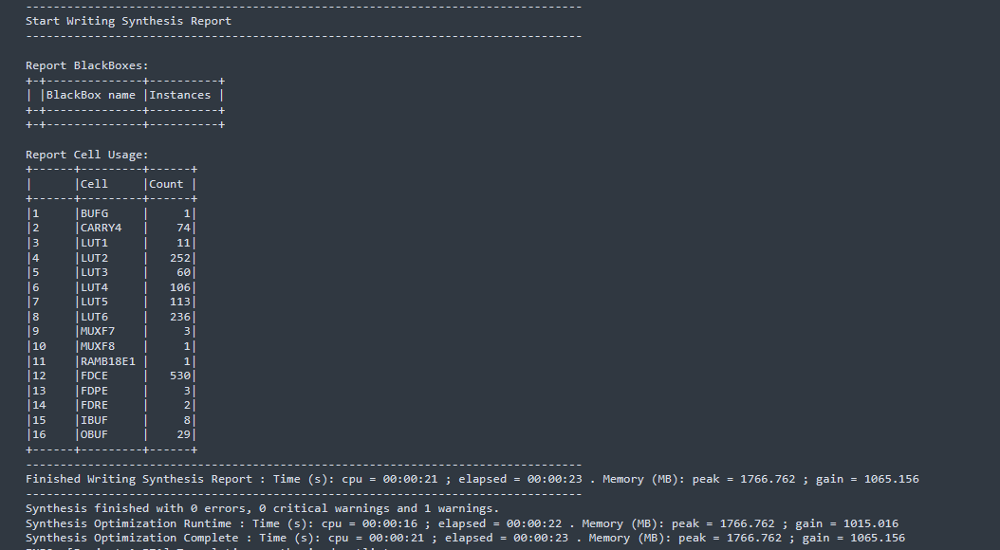 --------------------------------------------------------------------------------
Start Writing Synthesis Report
--------------------------------------------------------------------------------
Report BlackBoxes:
+-+--------------+----------+
| |BlackBox name |Instances |
+-+--------------+----------+
+-+--------------+----------+
Report Cell Usage:
+------+---------+------+
|      |Cell     |Count |
+------+---------+------+
|1     |BUFG     |     1|
|2     |CARRY4   |    74|
|3     |LUT1     |    11|
|4     |LUT2     |   252|
|5     |LUT3     |    60|
|6     |LUT4     |   106|
|7     |LUT5     |   113|
|8     |LUT6     |   236|
|9     |MUXF7    |     3|
|10    |MUXF8    |     1|
|11    |RAMB18E1 |     1|
|12    |FDCE     |   530|
|13    |FDPE     |     3|
|14    |FDRE     |     2|
|15    |IBUF     |     8|
|16    |OBUF     |    29|
+------+---------+------+
--------------------------------------------------------------------------------
Finished Writing Synthesis Report : Time (s): cpu = 00:00:21 ; elapsed = 00:00:23 . Memory (MB): peak = 1766.762 ; gain = 1065.156
--------------------------------------------------------------------------------
Synthesis finished with 0 errors, 0 critical warnings and 1 warnings.
Synthesis Optimization Runtime : Time (s): cpu = 00:00:16 ; elapsed = 00:00:22 . Memory (MB): peak = 1766.762 ; gain = 1015.016
Synthesis Optimization Complete : Time (s): cpu = 00:00:21 ; elapsed = 00:00:23 . Memory (MB): peak = 1766.762 ; gain = 1065.156